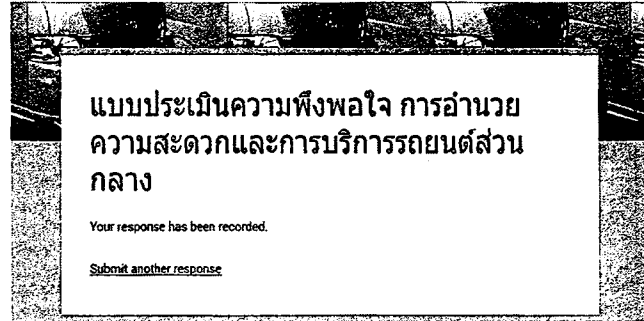 แบบประเมินความพึงพอใจ การอำนวย
ความสะดวกและการบริการรถยนต์ส่วน
กลาง
Your response has been recorded.
Submit another response